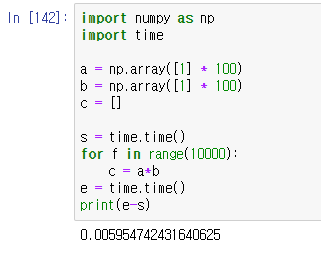 In [142]: import numpy as np
import time

a = np.array([1] * 100)
b = np.array([1] * 100)
c = []

s = time.time()
for f in range(10000):
    c = a*b
e = time.time()
print(e-s)

0.005954742431640625